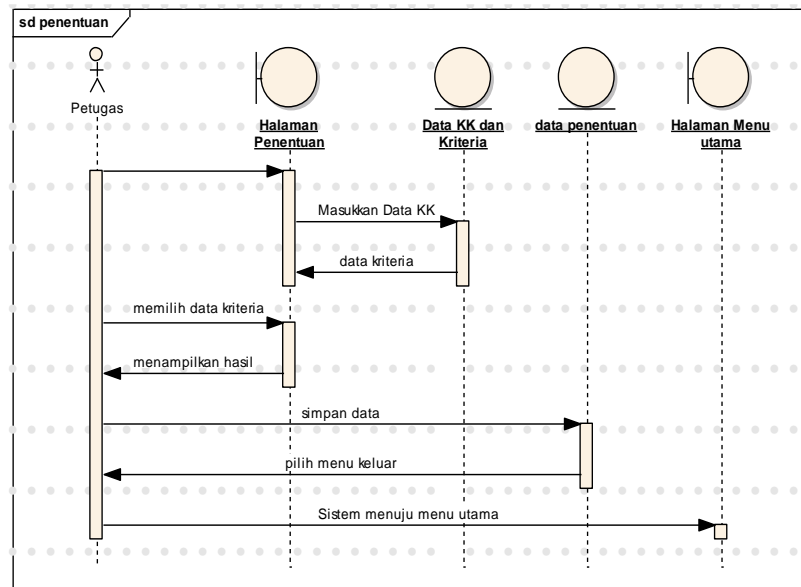 sd penentuan
Petugas
Halaman
Penentuan
Data KK dan
Kriteria
data penentuan
Halaman Menu
utama
Masukkan Data KK
data kriteria
memilih data kriteria
menampilkan hasil
simpan data
pilih menu keluar
Sistem menuju menu utama